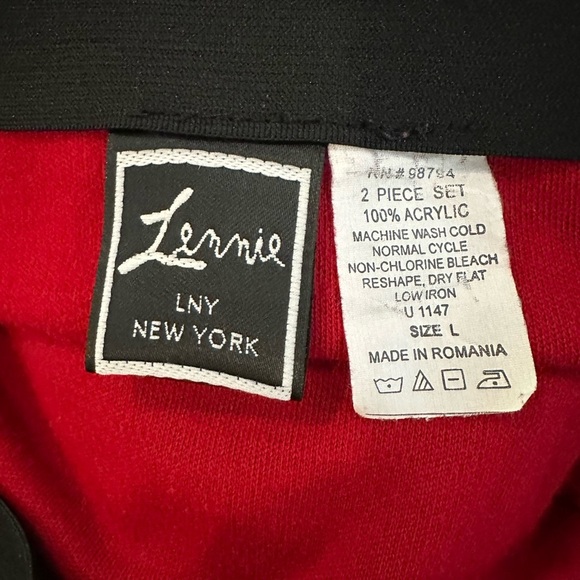 Lennie
LNY
NEW YORK
RN # 98794
2 PIECE SET
100% ACRYLIC
MACHINE WASH COLD
NORMAL CYCLE
NON-CHLORINE BLEACH
RESHAPE, DRY FLAT
LOW IRON
U 1147
SIZE L
MADE IN ROMANIA